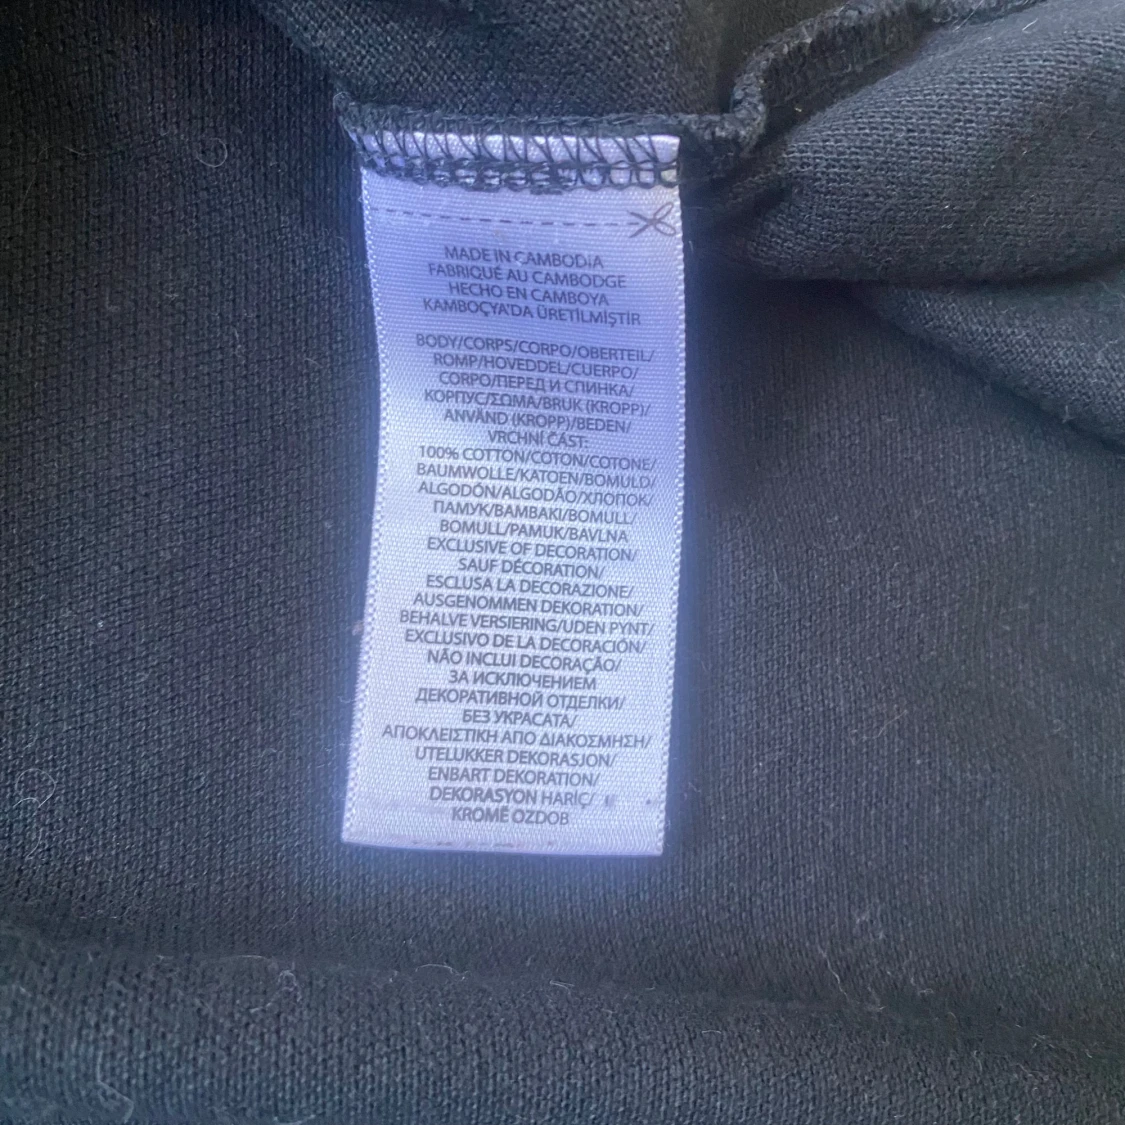 MADE IN CAMBODIA
FABRIQUÉ AU CAMBODGE
HECHO EN CAMBOYA
KAMBOÇYA'DA ÜRETİLMİŞTİR
BODY/CORPS/CORPO/OBERTEIL/
ROMP/HOVEDDEL/CUERPO/
CORPO/ПЕРЕД И СПИНКА/
КОРПУС/ΣΩΜΑ/BRUK (KROPP)/
ANVÄND (KROPP)/BEDEN/
VRCHNÍ ČÁST:
100% COTTON/COTON/COTONE/
BAUMWOLLE/KATOEN/BOMULD/
ALGODÓN/ALGODÃO/ХЛОПОК/
ПАМУК/ΒΑΜΒΑΚΙ/BOMULL/
BOMULL/PAMUK/BAVLNA
EXCLUSIVE OF DECORATION/
SAUF DÉCORATION/
ESCLUSA LA DECORAZIONE/
AUSGENOMMEN DEKORATION/
BEHALVE VERSIERING/UDEN PYNT/
EXCLUSIVO DE LA DECORACIÓN/
NÃO INCLUI DECORAÇÃO/
ЗА ИСКЛЮЧЕНИЕМ
ДЕКОРАТИВНОЙ ОТДЕЛКИ/
БЕЗ УКРАСАТА/
ΑΠΟΚΛΕΙΣΤΙΚΗ ΑΠΟ ΔΙΑΚΟΣΜΗΣΗ/
UTELUKKER DEKORASJON/
ENBART DEKORATION/
DEKORASYON HARİÇ/
KROMĚ OZDOB